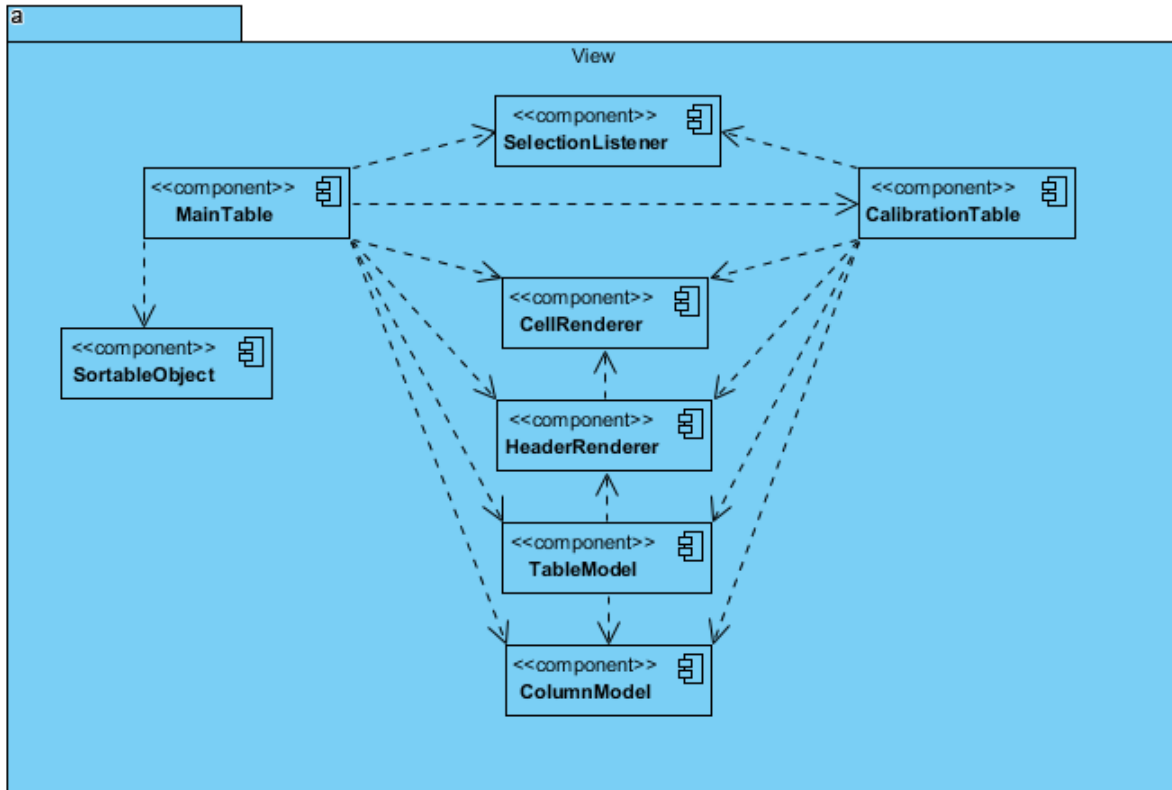 a
View
<<component>>
SelectionListener
<<component>>
MainTable
<<component>>
CalibrationTable
<<component>>
CellRenderer
<<component>>
SortableObject
<<component>>
HeaderRenderer
<<component>>
TableModel
<<component>>
ColumnModel